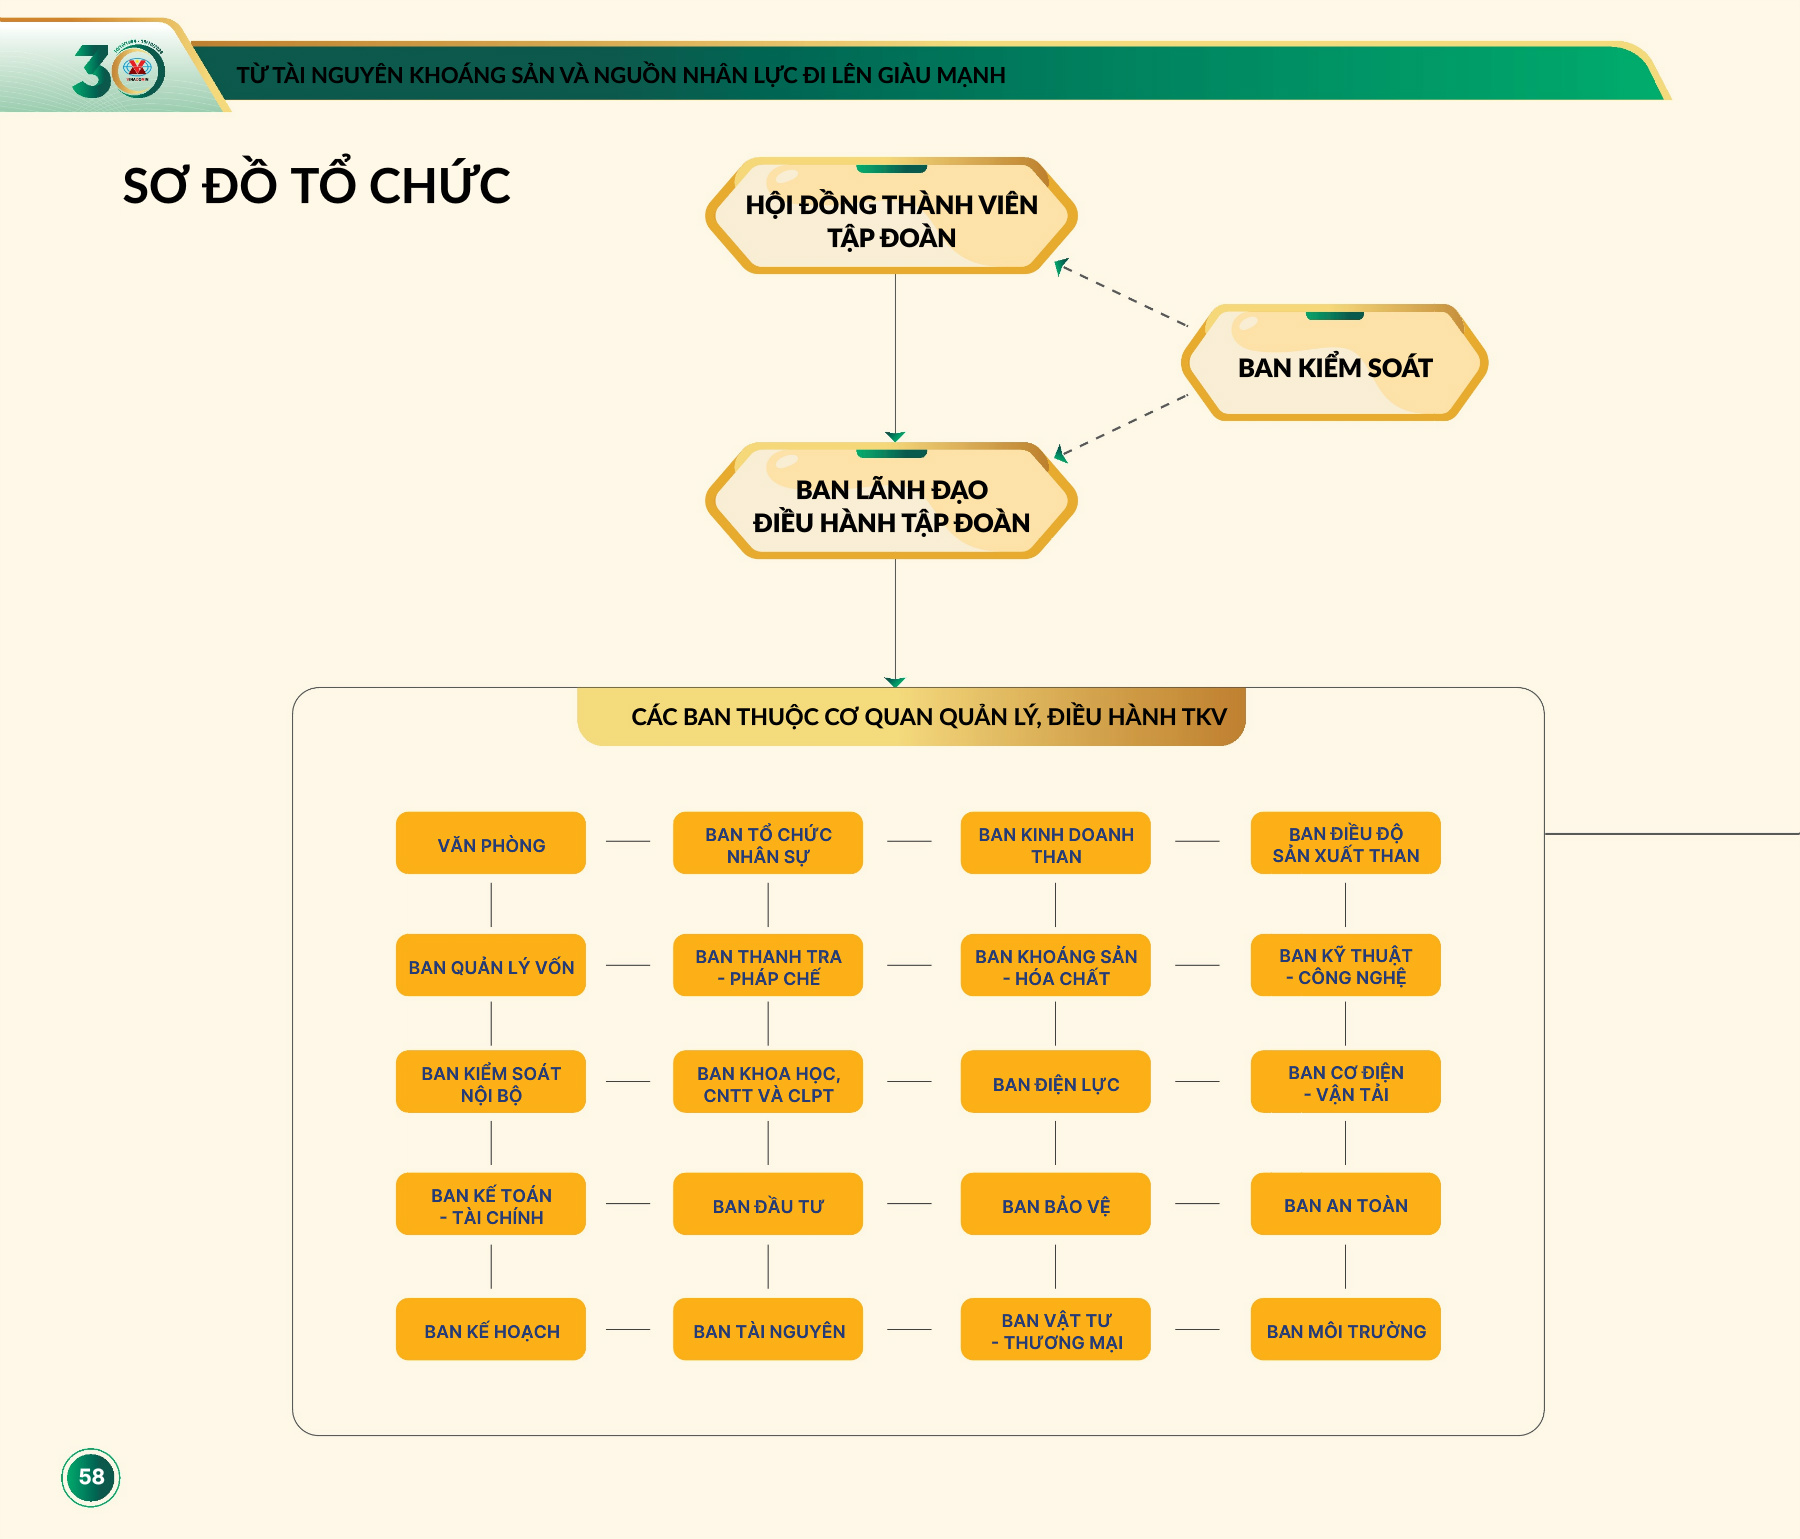 30
TỪ TÀI NGUYÊN KHOÁNG SẢN VÀ NGUỒN NHÂN LỰC ĐI LÊN GIÀU MẠNH
SƠ ĐỒ TỔ CHỨC
HỘI ĐỒNG THÀNH VIÊN
TẬP ĐOÀN
BAN KIỂM SOÁT
BAN LÃNH ĐẠO
ĐIỀU HÀNH TẬP ĐOÀN
CÁC BAN THUỘC CƠ QUAN QUẢN LÝ, ĐIỀU HÀNH TKV
VĂN PHÒNG
BAN TỔ CHỨC
NHÂN SỰ
BAN KINH DOANH
THAN
BAN ĐIỀU ĐỘ
SẢN XUẤT THAN
BAN QUẢN LÝ VỐN
BAN THANH TRA
- PHÁP CHẾ
BAN KHOÁNG SẢN
- HÓA CHẤT
BAN KỸ THUẬT
- CÔNG NGHỆ
BAN KIỂM SOÁT
NỘI BỘ
BAN KHOA HỌC,
CNTT VÀ CLPT
BAN ĐIỆN LỰC
BAN CƠ ĐIỆN
- VẬN TẢI
BAN KẾ TOÁN
- TÀI CHÍNH
BAN ĐẦU TƯ
BAN BẢO VỆ
BAN AN TOÀN
BAN KẾ HOẠCH
BAN TÀI NGUYÊN
BAN VẬT TƯ
- THƯƠNG MẠI
BAN MÔI TRƯỜNG
58